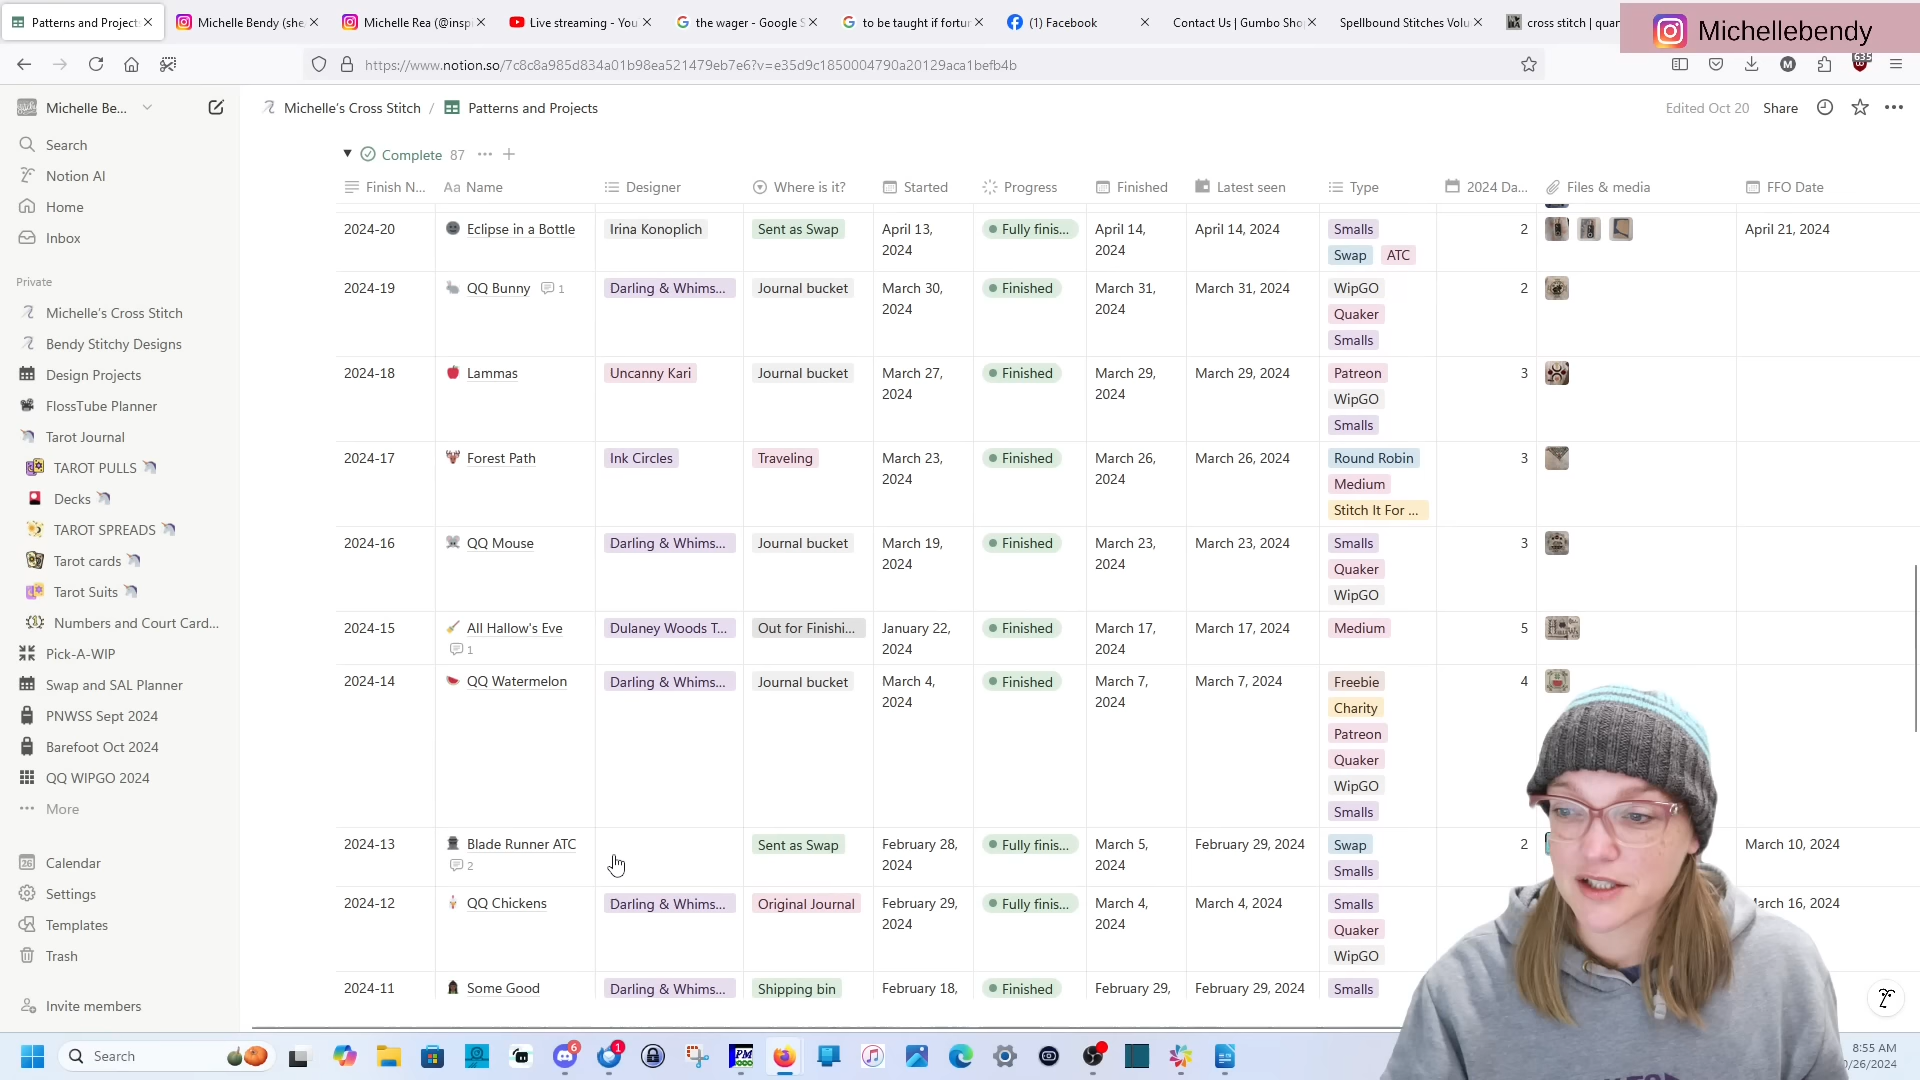 Patterns and Project
Michelle Bendy (she
Michelle Rea (@insp
Live streaming - You
the wager - Google S
to be taught if fortur
(1) Facebook
Contact Us | Gumbo Sho
Spellbound Stitches Volu
cross stitch | quar
Michellebendy
https://www.notion.so/7c8c8a985d834a01b98ea521479eb7e6?v=e35d9c1850004790a20129aca1befb4b
635
Michelle Be...
Michelle's Cross Stitch / Patterns and Projects
Edited Oct 20 Share
Search
Notion AI
Home
Inbox
Private
Michelle's Cross Stitch
Bendy Stitchy Designs
Design Projects
FlossTube Planner
Tarot Journal
TAROT PULLS
Decks
TAROT SPREADS
Tarot cards
Tarot Suits
Numbers and Court Card...
Pick-A-WIP
Swap and SAL Planner
PNWSS Sept 2024
Barefoot Oct 2024
QQ WIPGO 2024
More
Calendar
Settings
Templates
Trash
Invite members
Complete 87
Finish N... Aa Name Designer Where is it? Started Progress Finished Latest seen Type 2024 Da... Files & media FFO Date
2024-20 Eclipse in a Bottle Irina Konoplich Sent as Swap April 13, Fully finis... April 14, April 14, 2024 Smalls 2 April 21, 2024
2024 2024 Swap ATC
2024-19 QQ Bunny 1 Darling & Whims... Journal bucket March 30, Finished March 31, March 31, 2024 WipGO 2
2024 2024 Quaker
Smalls
2024-18 Lammas Uncanny Kari Journal bucket March 27, Finished March 29, March 29, 2024 Patreon 3
2024 2024 WipGO
Smalls
2024-17 Forest Path Ink Circles Traveling March 23, Finished March 26, March 26, 2024 Round Robin 3
2024 2024 Medium
Stitch It For ...
2024-16 QQ Mouse Darling & Whims... Journal bucket March 19, Finished March 23, March 23, 2024 Smalls 3
2024 2024 Quaker
WipGO
2024-15 All Hallow's Eve Dulaney Woods T... Out for Finishi... January 22, Finished March 17, March 17, 2024 Medium 5
1 2024 2024
2024-14 QQ Watermelon Darling & Whims... Journal bucket March 4, Finished March 7, March 7, 2024 Freebie 4
2024 2024 Charity
Patreon
Quaker
WipGO
Smalls
2024-13 Blade Runner ATC Sent as Swap February 28, Fully finis... March 5, February 29, 2024 Swap 2 March 10, 2024
2 2024 2024 Smalls
2024-12 QQ Chickens Darling & Whims... Original Journal February 29, Fully finis... March 4, March 4, 2024 Smalls March 16, 2024
2024 2024 Quaker
WipGO
2024-11 Some Good Darling & Whims... Shipping bin February 18, Finished February 29, February 29, 2024 Smalls
Search
6
1
PM
8:55 AM
0/26/2024